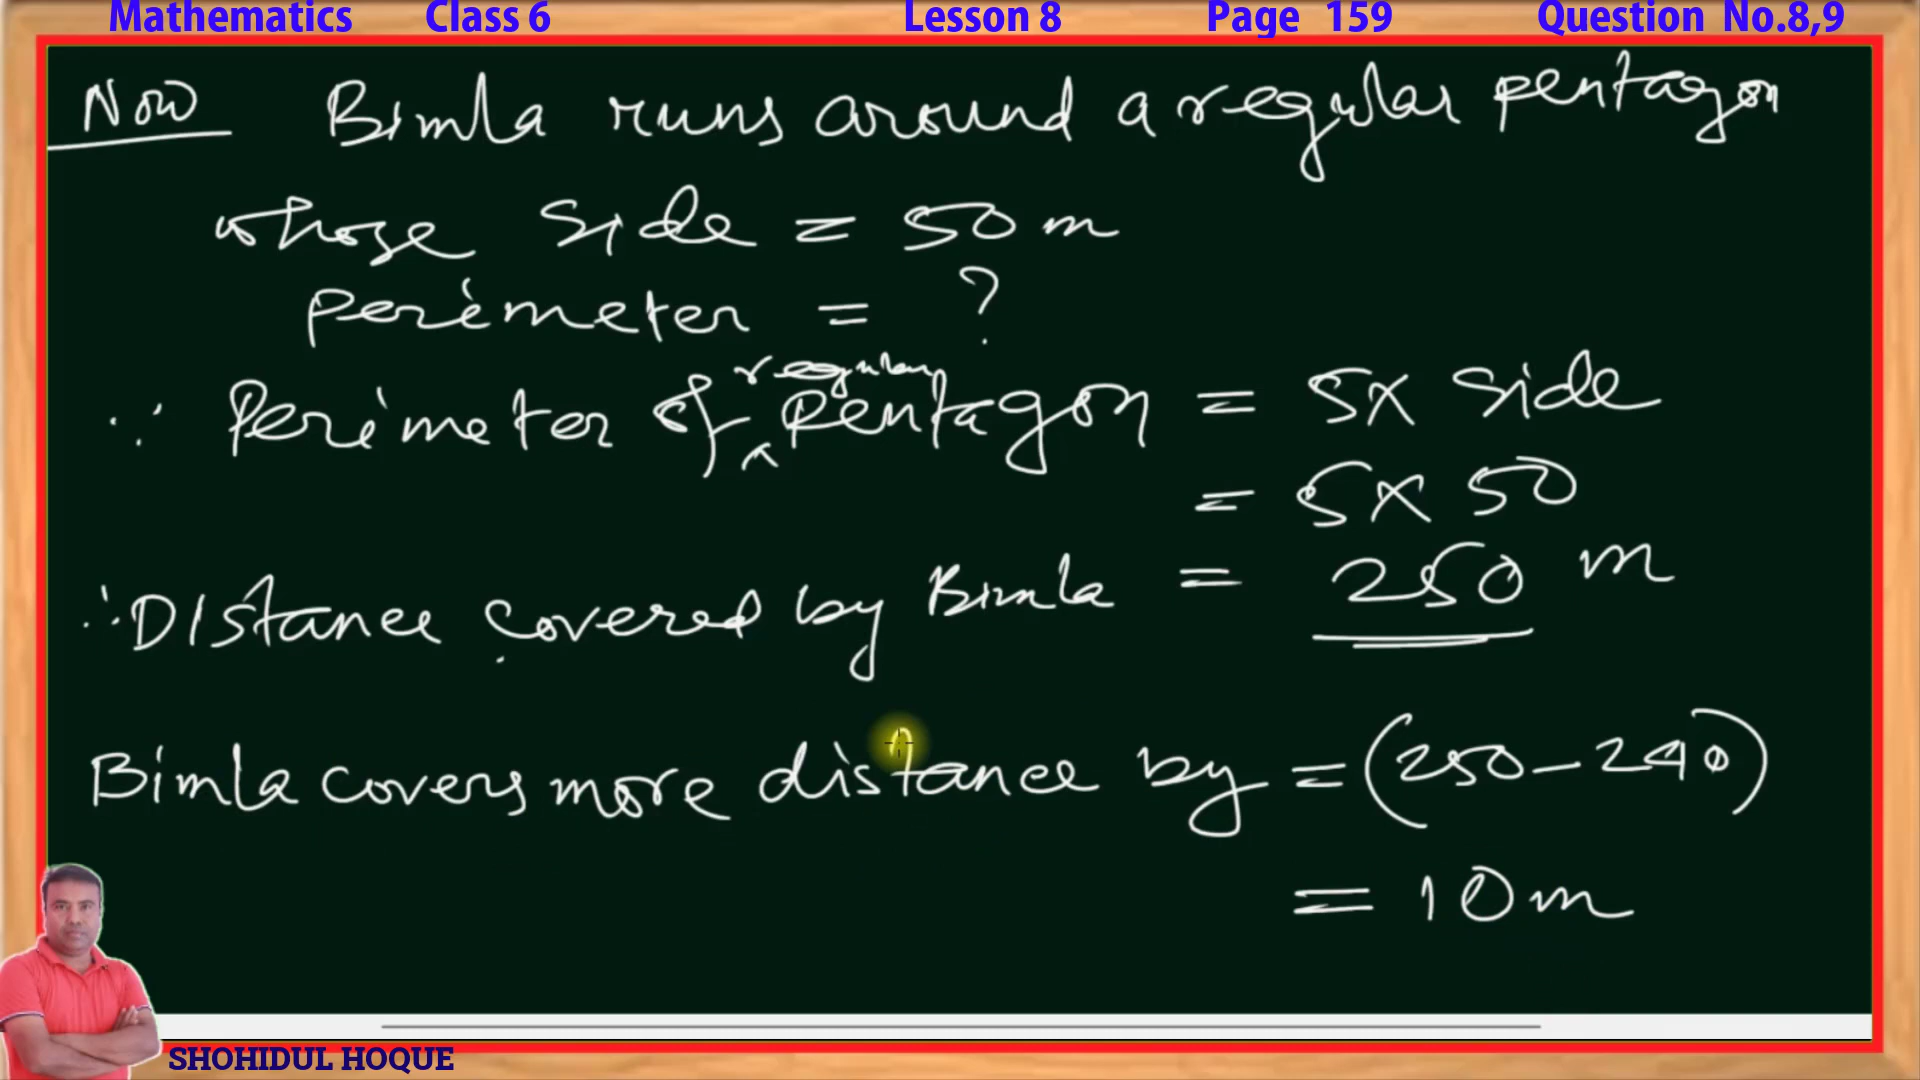 Mathematics Class 6 Lesson 8 Page 159 Question No.8,9
Now Bimla runs around a regular pentagon
whose side = 50 m
perimeter = ?
∵ Perimeter of regular pentagon = 5 x side
= 5 x 50
∴ Distance covered by Bimla = 250 m
Bimla covers more distance by = (250 - 240)
= 10 m
SHOHIDUL HOQUE